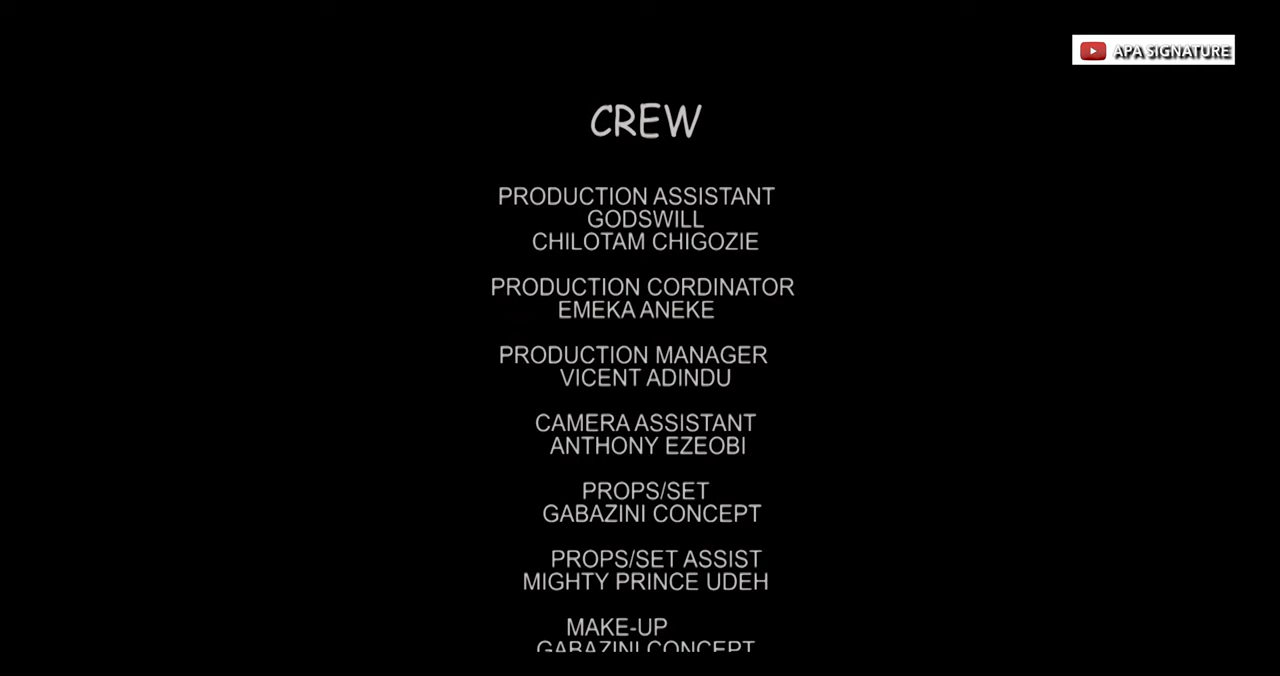 APA SIGNATURE
CREW
PRODUCTION ASSISTANT
GODSWILL
CHILOTAM CHIGOZIE
PRODUCTION CORDINATOR
EMEKA ANEKE
PRODUCTION MANAGER
VICENT ADINDU
CAMERA ASSISTANT
ANTHONY EZEOBI
PROPS/SET
GABAZINI CONCEPT
PROPS/SET ASSIST
MIGHTY PRINCE UDEH
MAKE-UP
GABAZINI CONCEPT